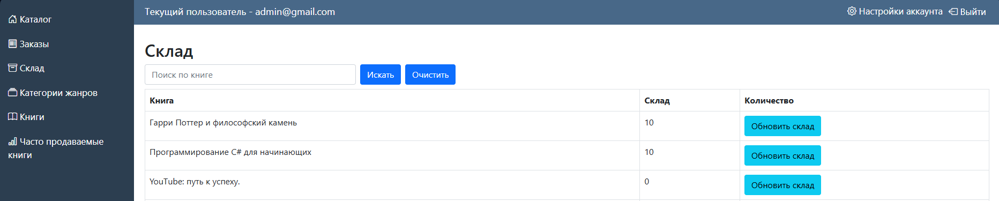 Текущий пользователь - admin@gmail.com
Настройки аккаунта
Выйти
Каталог
Заказы
Склад
Категории жанров
Книги
Часто продаваемые
книги
Склад
Поиск по книге
Искать
Очистить
Книга Склад Количество
Гарри Поттер и философский камень 10 Обновить склад
Программирование C# для начинающих 10 Обновить склад
YouTube: путь к успеху. 0 Обновить склад